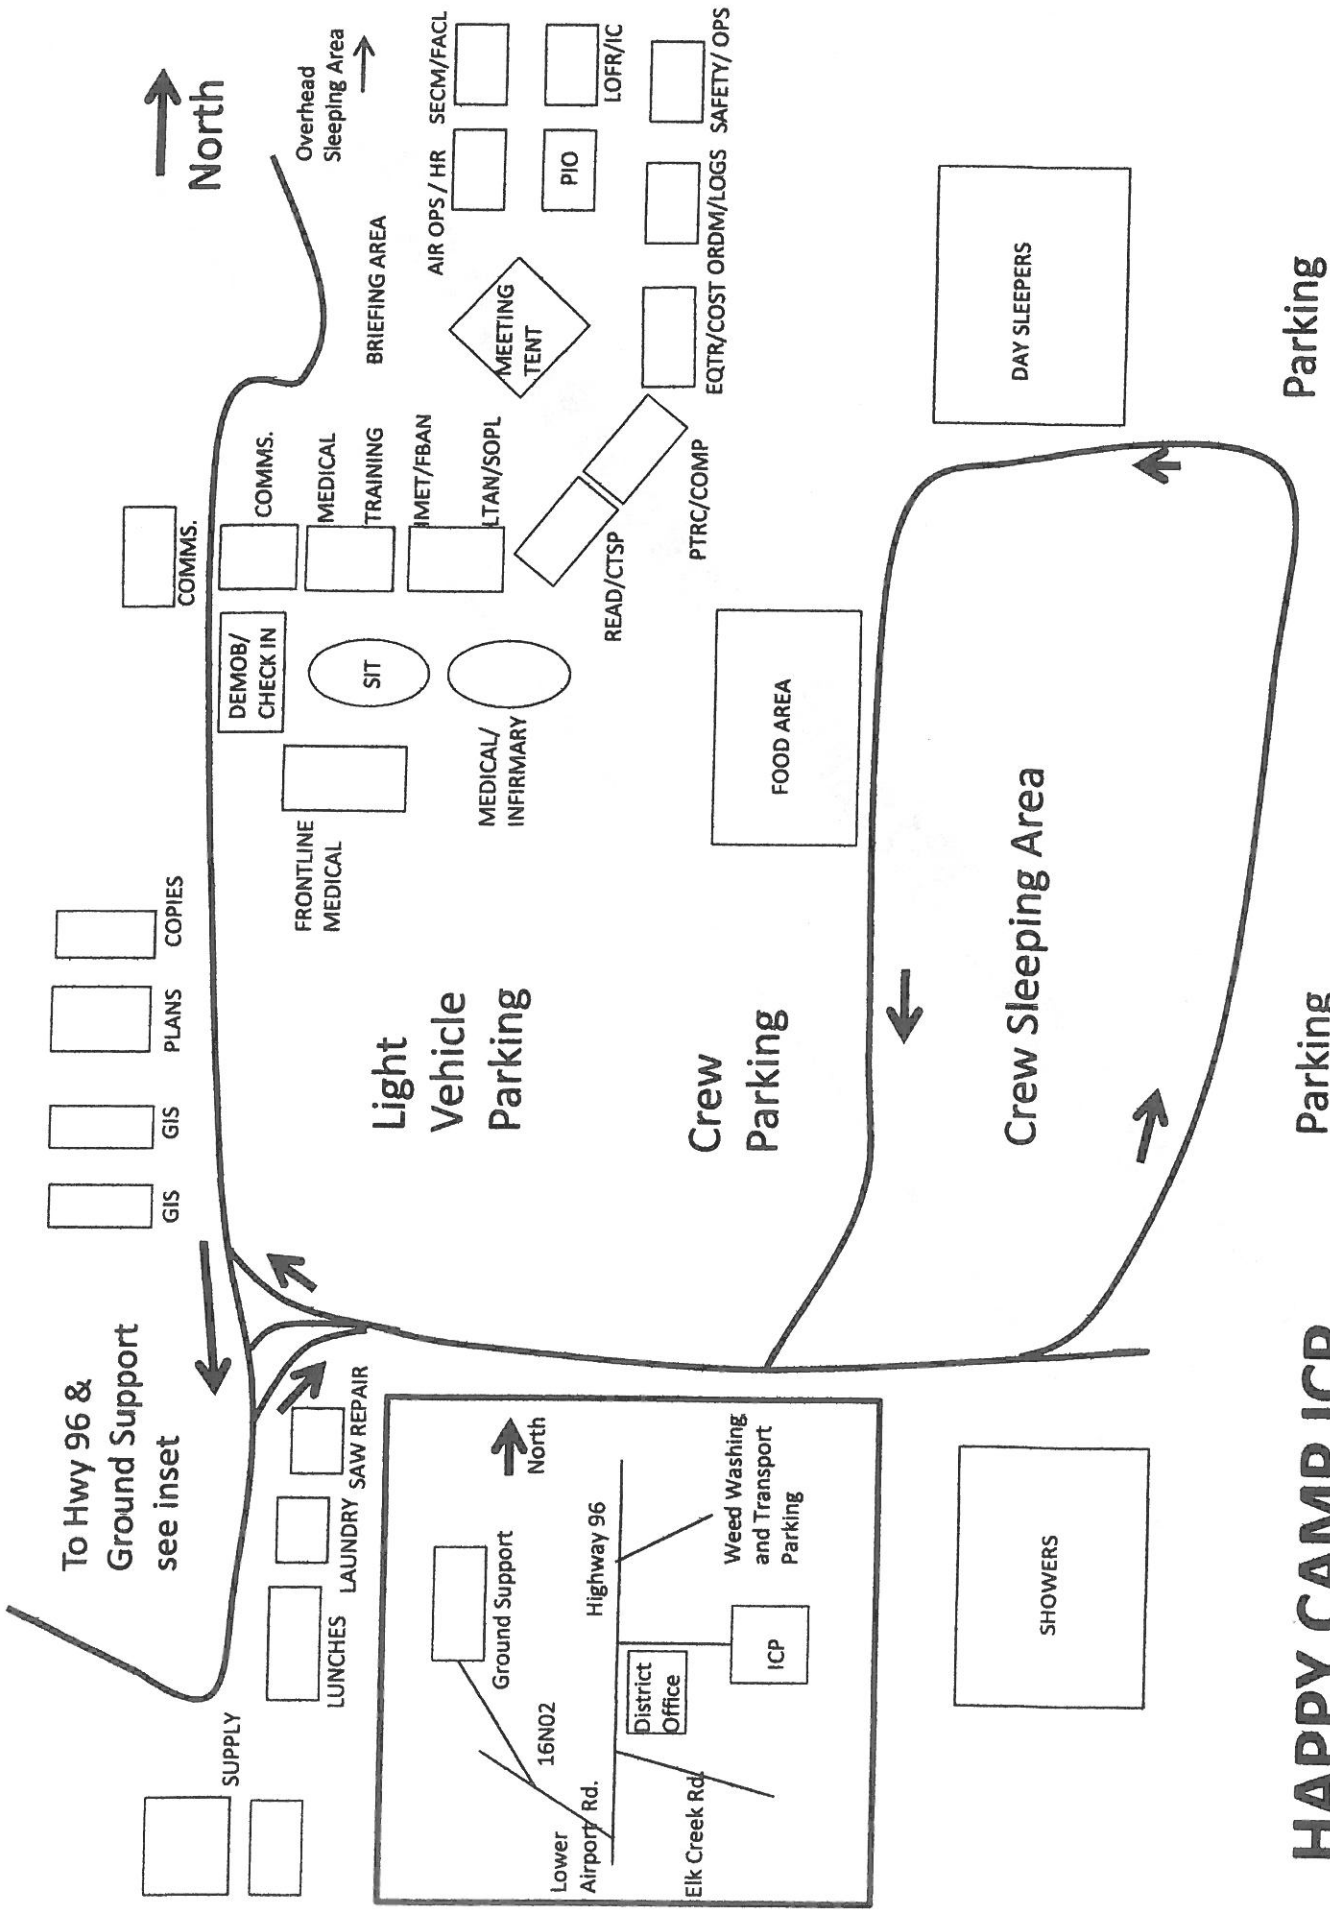 North
Overhead
Sleeping Area
To Hwy 96 &
Ground Support
see inset
GIS
GIS
PLANS
COPIES
COMMS.
SUPPLY
LUNCHES
LAUNDRY
SAW REPAIR
FRONTLINE
MEDICAL
DEMOB/
CHECK IN
SIT
MEDICAL/
INFIRMARY
COMMS.
MEDICAL
TRAINING
IMET/FBAN
LTAN/SOPL
BRIEFING AREA
AIR OPS / HR
SECM/FACL
MEETING
TENT
PIO
LOFR/IC
READ/CTSP
PTRC/COMP
EQTR/COST
ORDM/LOGS
SAFETY/ OPS
Light
Vehicle
Parking
Crew
Parking
FOOD AREA
North
Ground Support
16N02
Lower
Airport Rd.
Highway 96
District
Office
Elk Creek Rd.
ICP
Weed Washing
and Transport
Parking
Crew Sleeping Area
DAY SLEEPERS
SHOWERS
Parking
Parking
HAPPY CAMP ICP